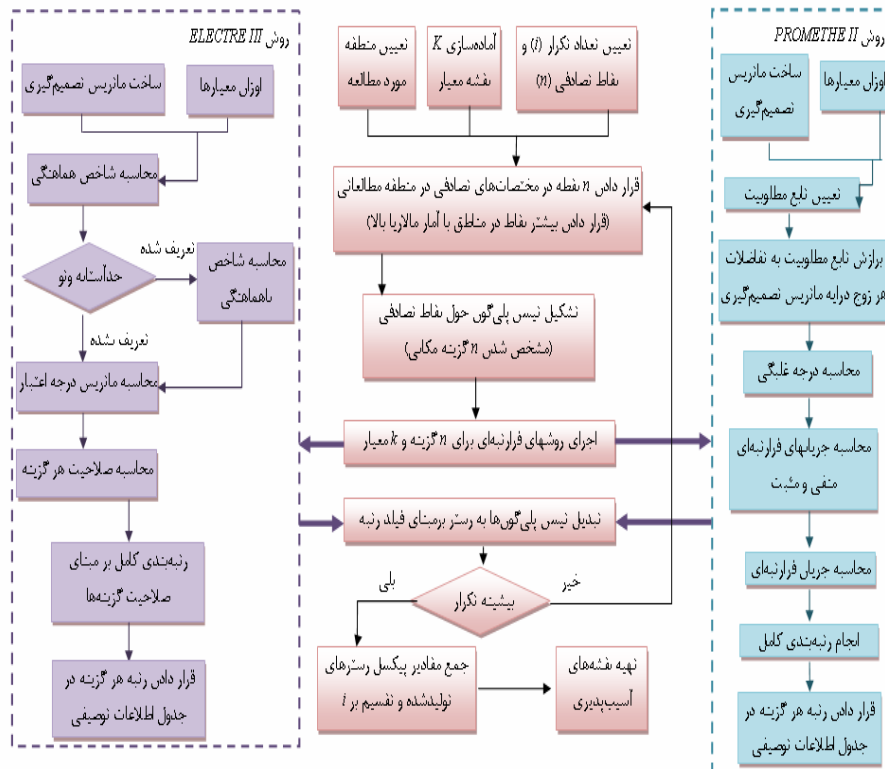 روش ELECTRE III
ساخت ماتریس تصمیم‌گیری
اوزان معیارها
محاسبه شاخص هماهنگی
حدآستانه وتو
تعریف شده
محاسبه شاخص
ناهماهنگی
تعریف نشده
محاسبه ماتریس درجه اعتبار
محاسبه صلاحیت هر گزینه
رتبه‌بندی کامل بر مبنای
صلاحیت گزینه‌ها
قرار دادن رتبه هر گزینه در
جدول اطلاعات توصیفی
تعیین منطقه
مورد مطالعه
آماده‌سازی K
نقشه معیار
تعیین تعداد تکرار (i) و
نقاط تصادفی (n)
قرار دادن n نقطه در مختصات‌های تصادفی در منطقه مطالعاتی
(قرار دادن بیشتر نقاط در مناطق با آمار مالاریا بالا)
تشکیل تیسن پلی‌گون حول نقاط تصادفی
(مشخص شدن n گزینه مکانی)
اجرای روشهای فرارتبه‌ای برای n گزینه و k معیار
تبدیل تیسن پلی‌گون‌ها به رستر برمبنای فیلد رتبه
بیشینه تکرار
بلی
خیر
جمع مقادیر پیکسل رسترهای
تولیدشده و تقسیم بر i
تهیه نقشه‌های
آسیب‌پذیری
روش PROMETHE II
ساخت ماتریس
تصمیم‌گیری
اوزان معیارها
تعیین تابع مطلوبیت
برازش تابع مطلوبیت به تفاضلات
هر زوج درایه ماتریس تصمیم‌گیری
محاسبه درجه غلبگی
محاسبه جریانهای فرارتبه‌ای
منفی و مثبت
محاسبه جریان فرارتبه‌ای
انجام رتبه‌بندی کامل
قرار دادن رتبه هر گزینه در
جدول اطلاعات توصیفی